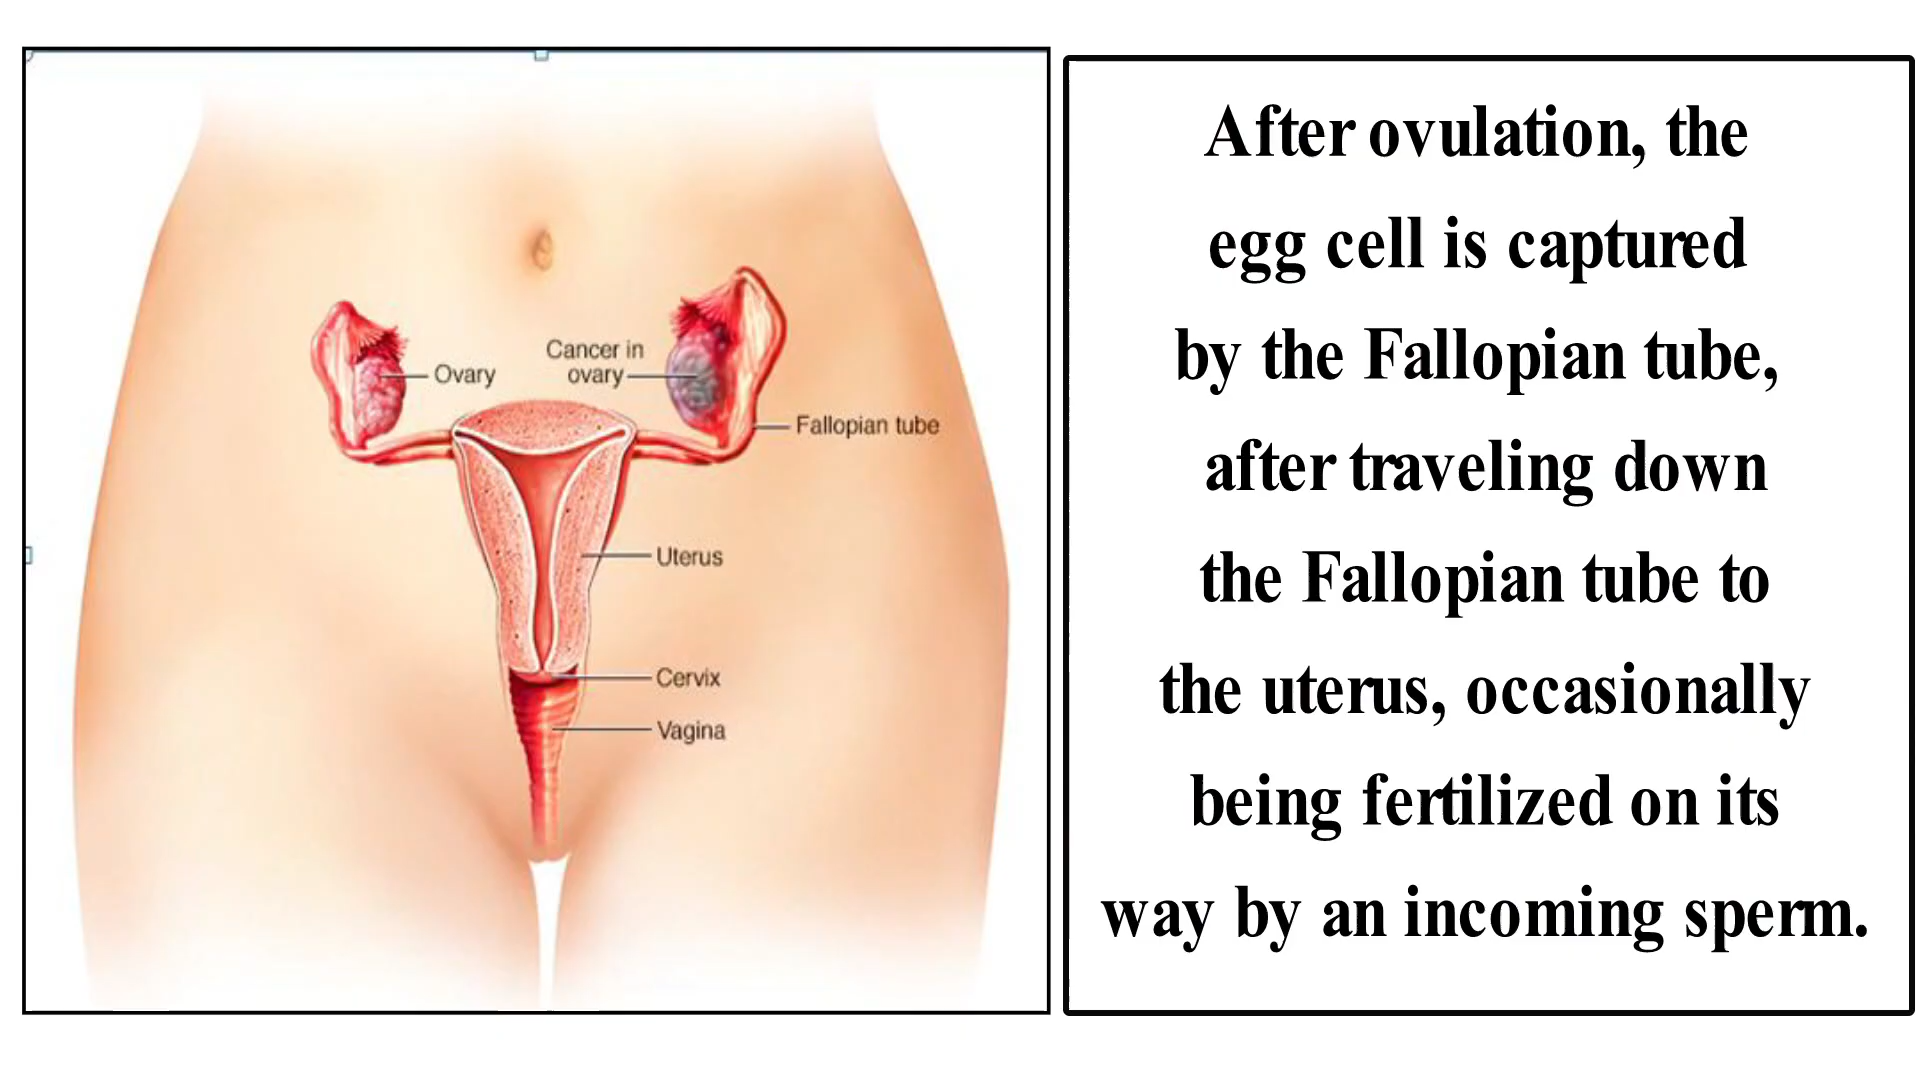 Ovary
Cancer in
ovary
Fallopian tube
Uterus
Cervix
Vagina
After ovulation, the
egg cell is captured
by the Fallopian tube,
after traveling down
the Fallopian tube to
the uterus, occasionally
being fertilized on its
way by an incoming sperm.